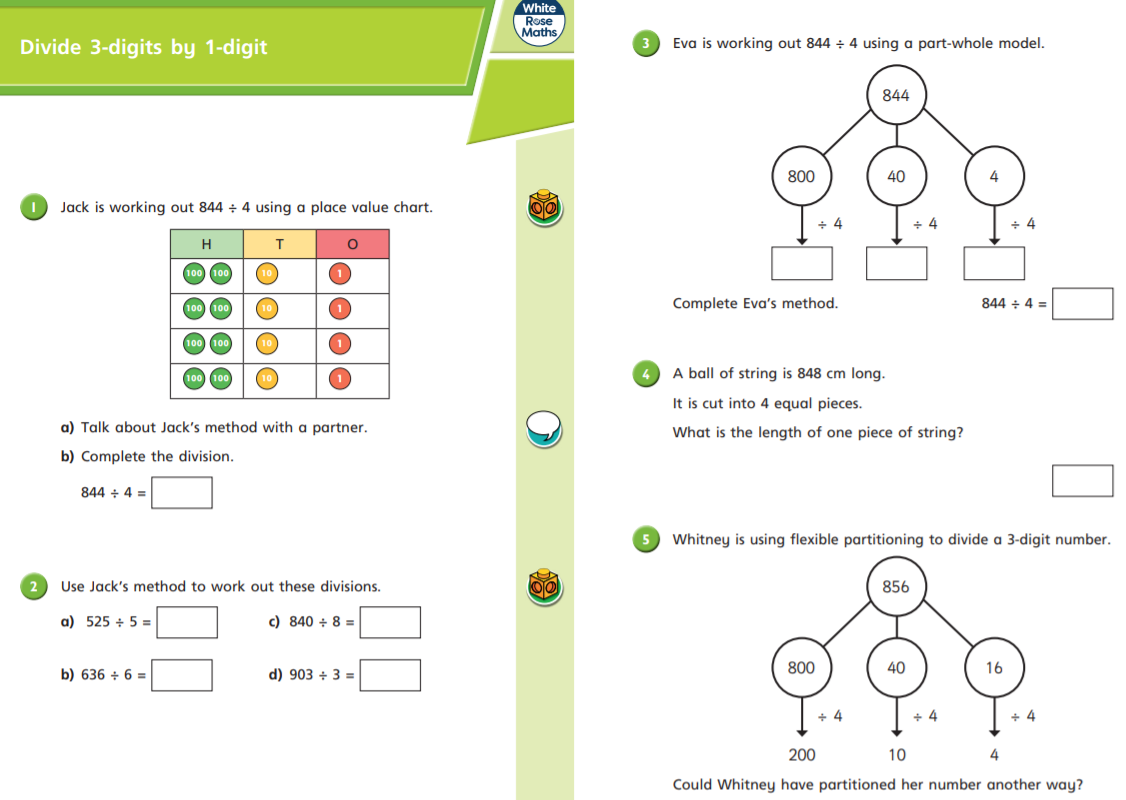 Divide 3-digits by 1-digit
White
Rose
Maths
1 Jack is working out 844 ÷ 4 using a place value chart.
H T O
100 100 10 1
100 100 10 1
100 100 10 1
100 100 10 1
a) Talk about Jack's method with a partner.
b) Complete the division.
844 ÷ 4 =
2 Use Jack's method to work out these divisions.
a) 525 ÷ 5 = c) 840 ÷ 8 =
b) 636 ÷ 6 = d) 903 ÷ 3 =
3 Eva is working out 844 ÷ 4 using a part-whole model.
844
800 40 4
÷ 4 ÷ 4 ÷ 4
Complete Eva's method. 844 ÷ 4 =
4 A ball of string is 848 cm long.
It is cut into 4 equal pieces.
What is the length of one piece of string?
5 Whitney is using flexible partitioning to divide a 3-digit number.
856
800 40 16
÷ 4 ÷ 4 ÷ 4
200 10 4
Could Whitney have partitioned her number another way?